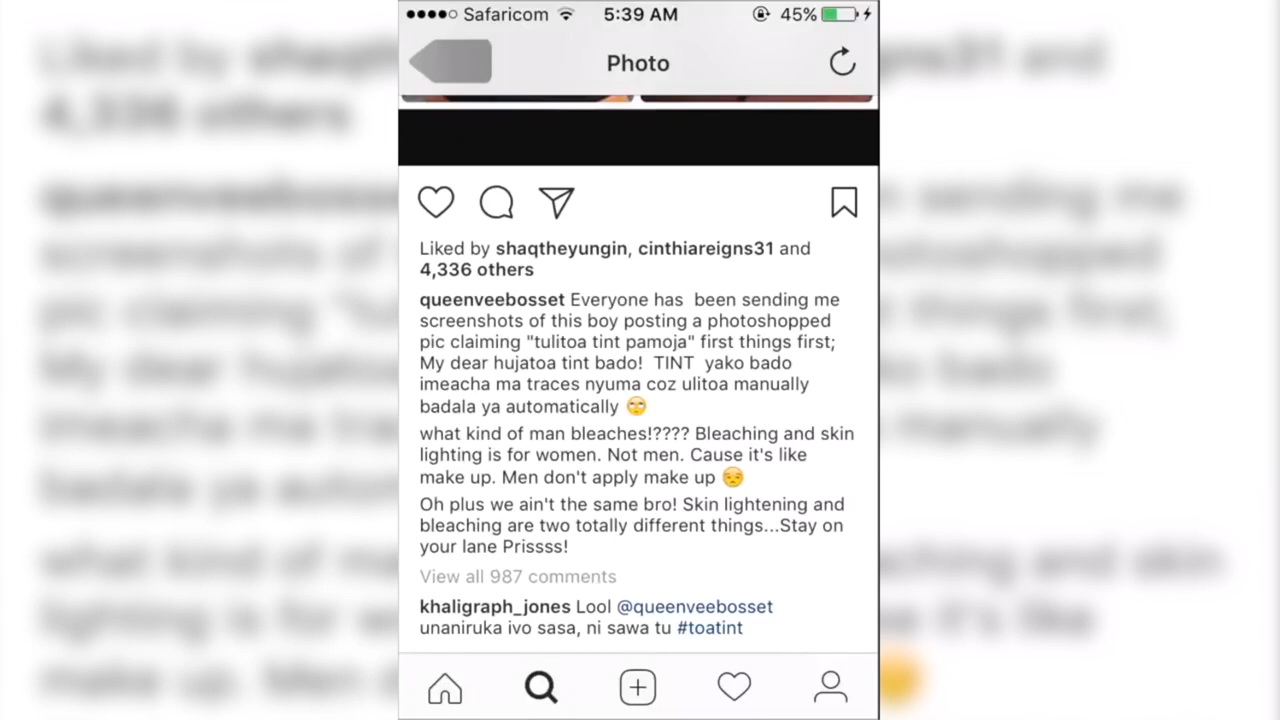 Safaricom 5:39 AM 45%
Photo
Liked by shaqtheyungin, cinthiareigns31 and
4,336 others
queenveebosset Everyone has been sending me
screenshots of this boy posting a photoshopped
pic claiming "tulitoa tint pamoja" first things first;
My dear hujatoa tint bado! TINT yako bado
imeacha ma traces nyuma coz ulitoa manually
badala ya automatically 🙄
what kind of man bleaches!???? Bleaching and skin
lighting is for women. Not men. Cause it's like
make up. Men don't apply make up 😒
Oh plus we ain't the same bro! Skin lightening and
bleaching are two totally different things...Stay on
your lane Prissss!
View all 987 comments
khaligraph_jones Lool @queenveebosset
unaniruka ivo sasa, ni sawa tu #toatint